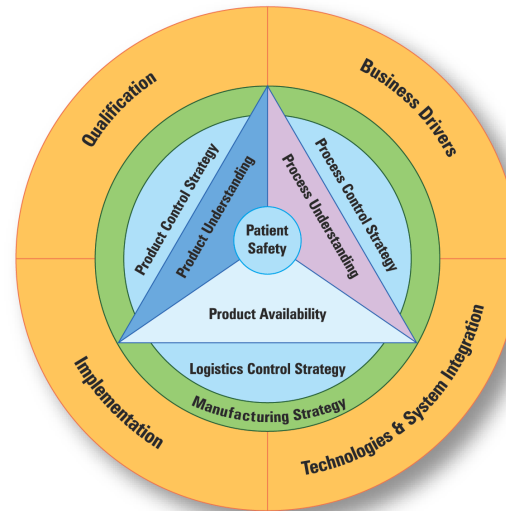 Qualification
Business Drivers
Product Control Strategy
Product Understanding
Process Understanding
Process Control Strategy
Patient
Safety
Product Availability
Logistics Control Strategy
Manufacturing Strategy
Implementation
Technologies & System Integration